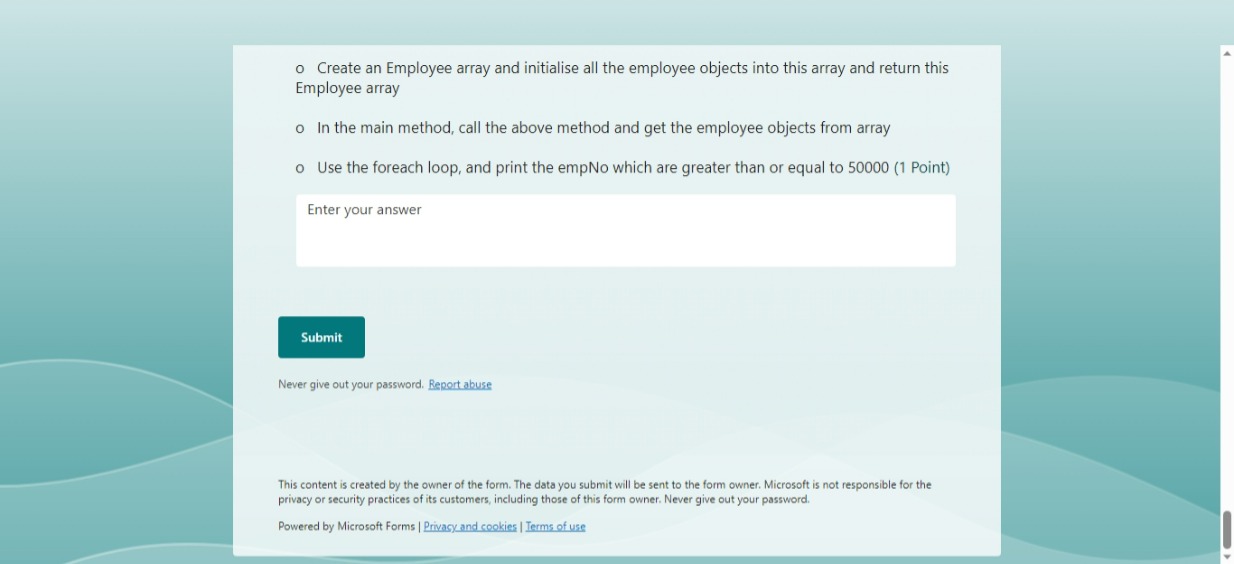 o Create an Employee array and initialise all the employee objects into this array and return this
Employee array
o In the main method, call the above method and get the employee objects from array
o Use the foreach loop, and print the empNo which are greater than or equal to 50000 (1 Point)
Enter your answer
Submit
Never give out your password. Report abuse
This content is created by the owner of the form. The data you submit will be sent to the form owner. Microsoft is not responsible for the
privacy or security practices of its customers, including those of this form owner. Never give out your password.
Powered by Microsoft Forms | Privacy and cookies | Terms of use